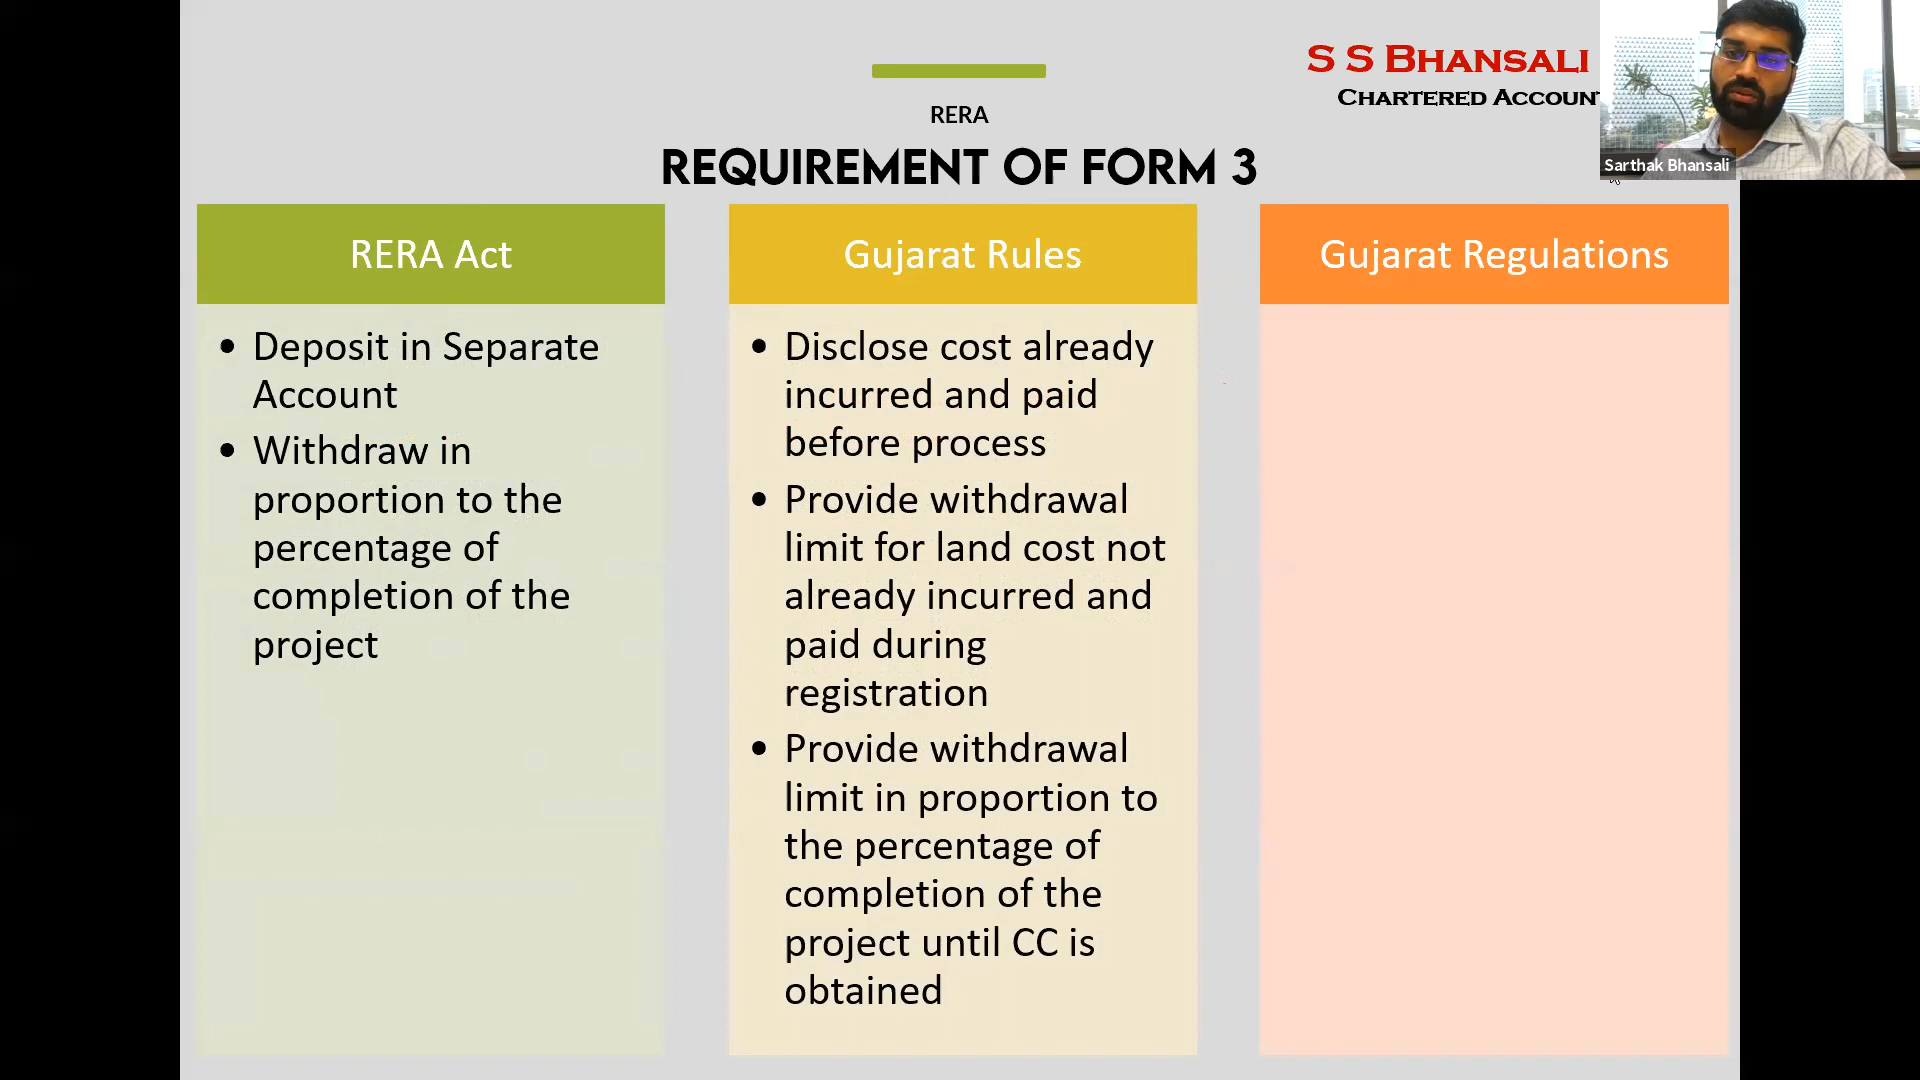 S S BHANSALI
CHARTERED ACCOUN
RERA
REQUIREMENT OF FORM 3
Sarthak Bhansali
RERA Act
• Deposit in Separate
Account
• Withdraw in
proportion to the
percentage of
completion of the
project
Gujarat Rules
• Disclose cost already
incurred and paid
before process
• Provide withdrawal
limit for land cost not
already incurred and
paid during
registration
• Provide withdrawal
limit in proportion to
the percentage of
completion of the
project until CC is
obtained
Gujarat Regulations